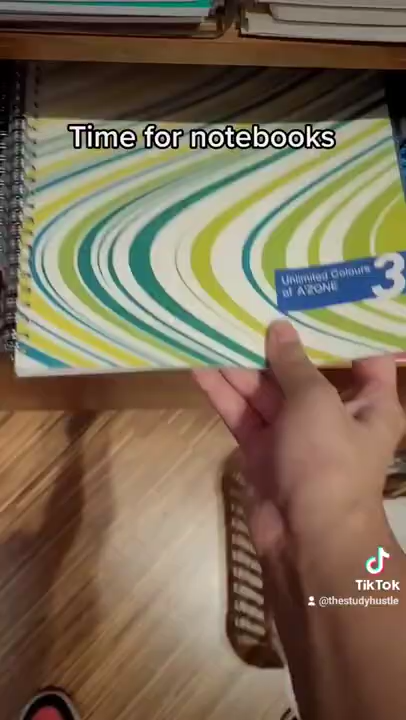 Time for notebooks
Unlimited Colours
of A'ZONE
3
TikTok
@thestudyhustle